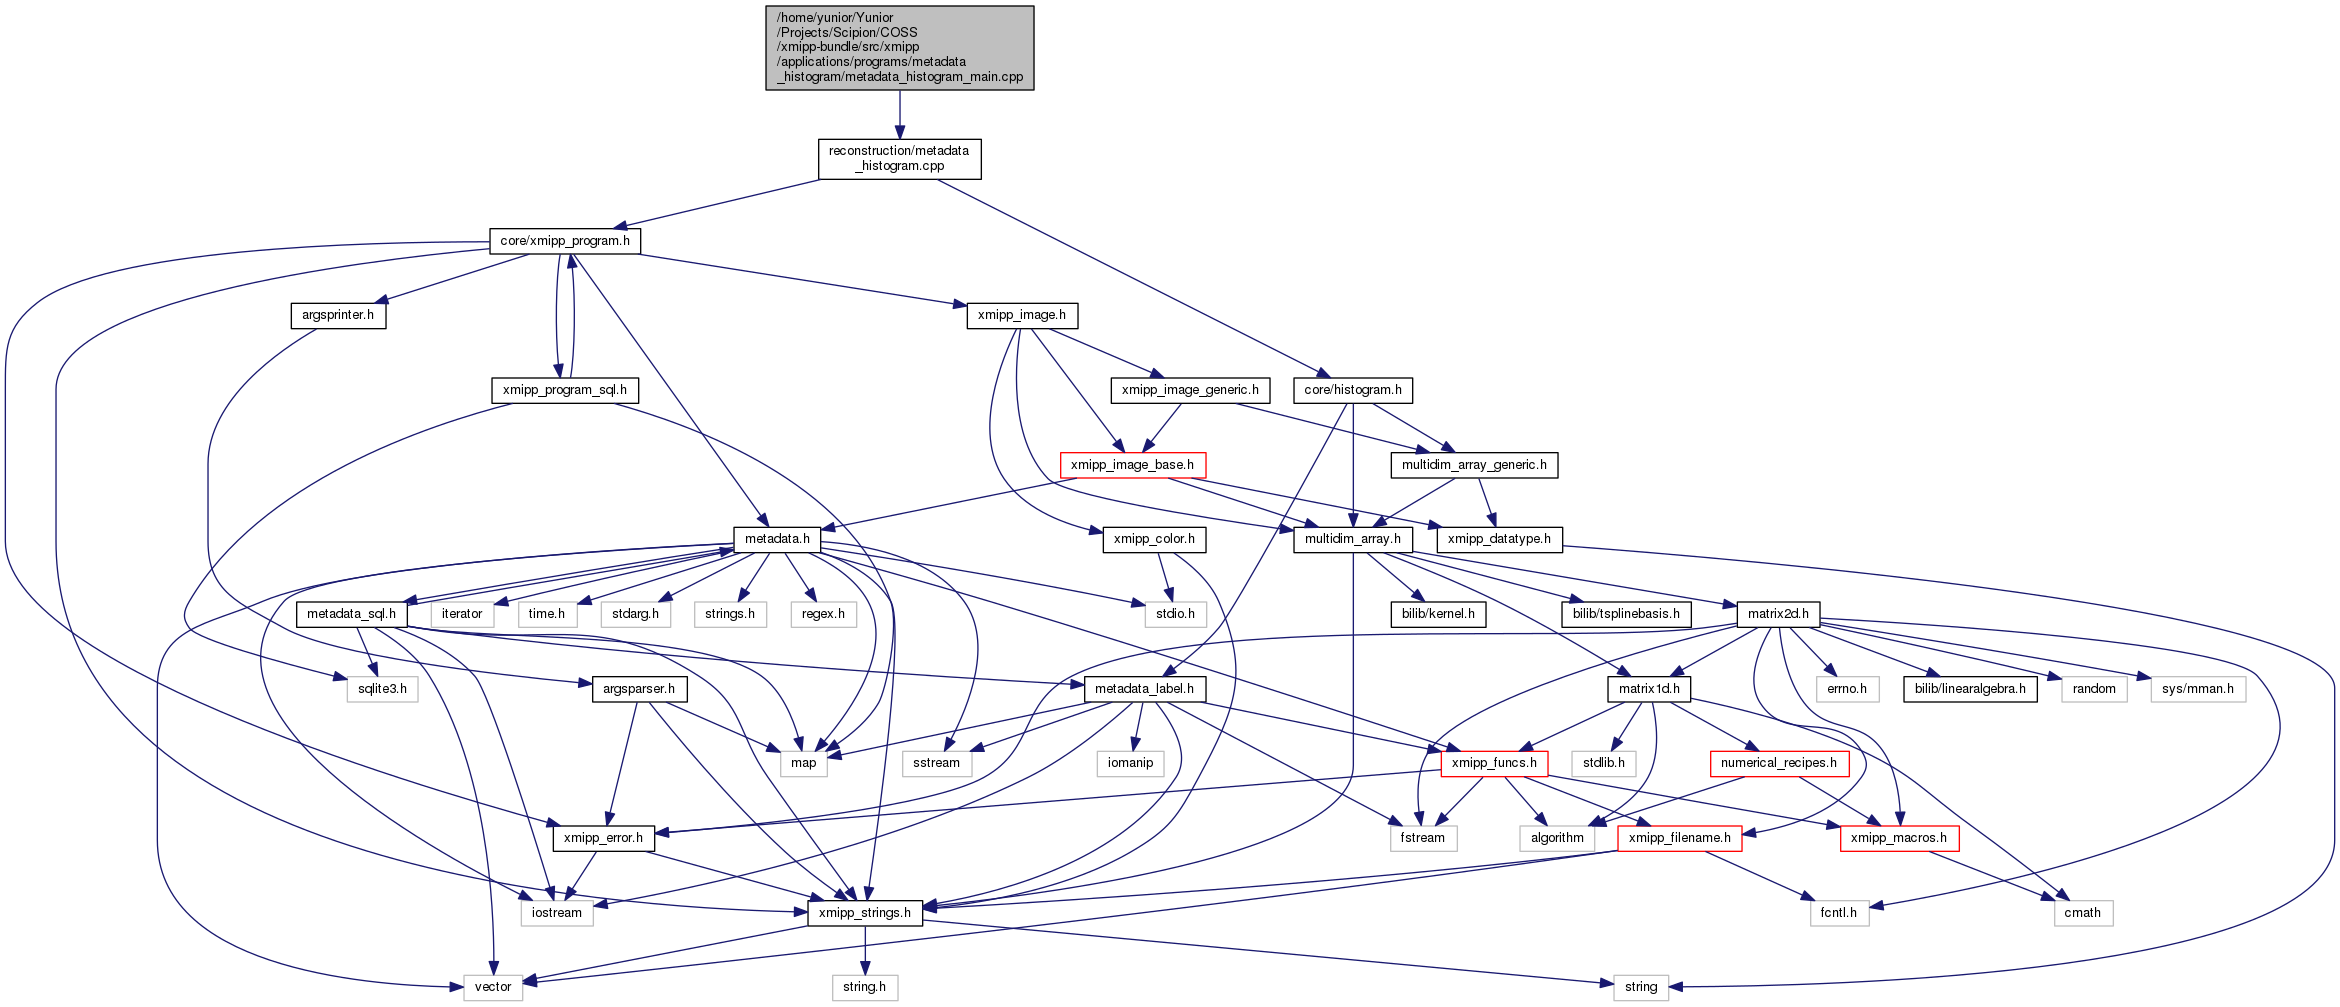 /home/yunior/Yunior
/Projects/Scipion/COSS
/xmipp-bundle/src/xmipp
/applications/programs/metadata
_histogram/metadata_histogram_main.cpp
reconstruction/metadata
_histogram.cpp
core/xmipp_program.h
argsprinter.h
xmipp_image.h
xmipp_program_sql.h
xmipp_image_generic.h
core/histogram.h
xmipp_image_base.h
multidim_array_generic.h
metadata.h
xmipp_color.h
multidim_array.h
xmipp_datatype.h
metadata_sql.h
iterator
time.h
stdarg.h
strings.h
regex.h
stdio.h
bilib/kernel.h
bilib/tsplinebasis.h
matrix2d.h
sqlite3.h
argsparser.h
metadata_label.h
matrix1d.h
errno.h
bilib/linearalgebra.h
random
sys/mman.h
map
sstream
iomanip
xmipp_funcs.h
stdlib.h
numerical_recipes.h
xmipp_error.h
fstream
algorithm
xmipp_filename.h
xmipp_macros.h
iostream
xmipp_strings.h
fcntl.h
cmath
vector
string.h
string